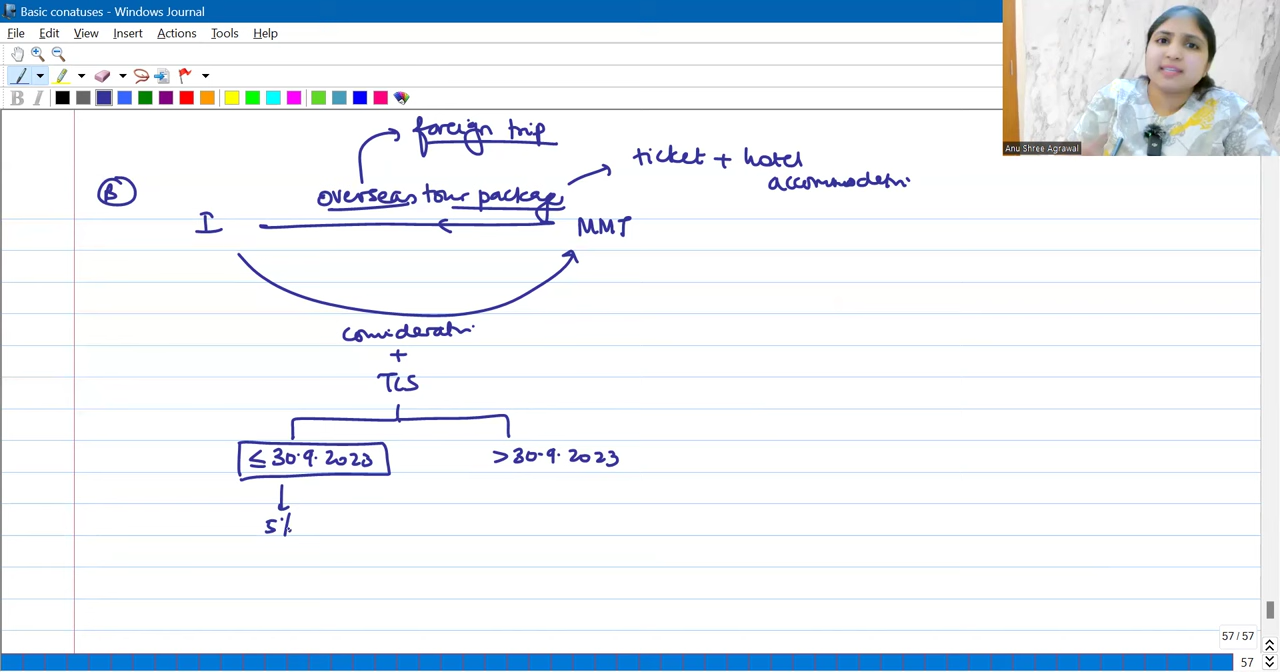 Basic conatuses - Windows Journal
File Edit View Insert Actions Tools Help
B I
Anu Shree Agrawal
foreign trip
ticket + hotel
accommodatn.
B
overseas tour package
I
MMT
consideratn.
+
TCS
≤ 30.9.2023
> 30.9.2023
5%
57 / 57
57